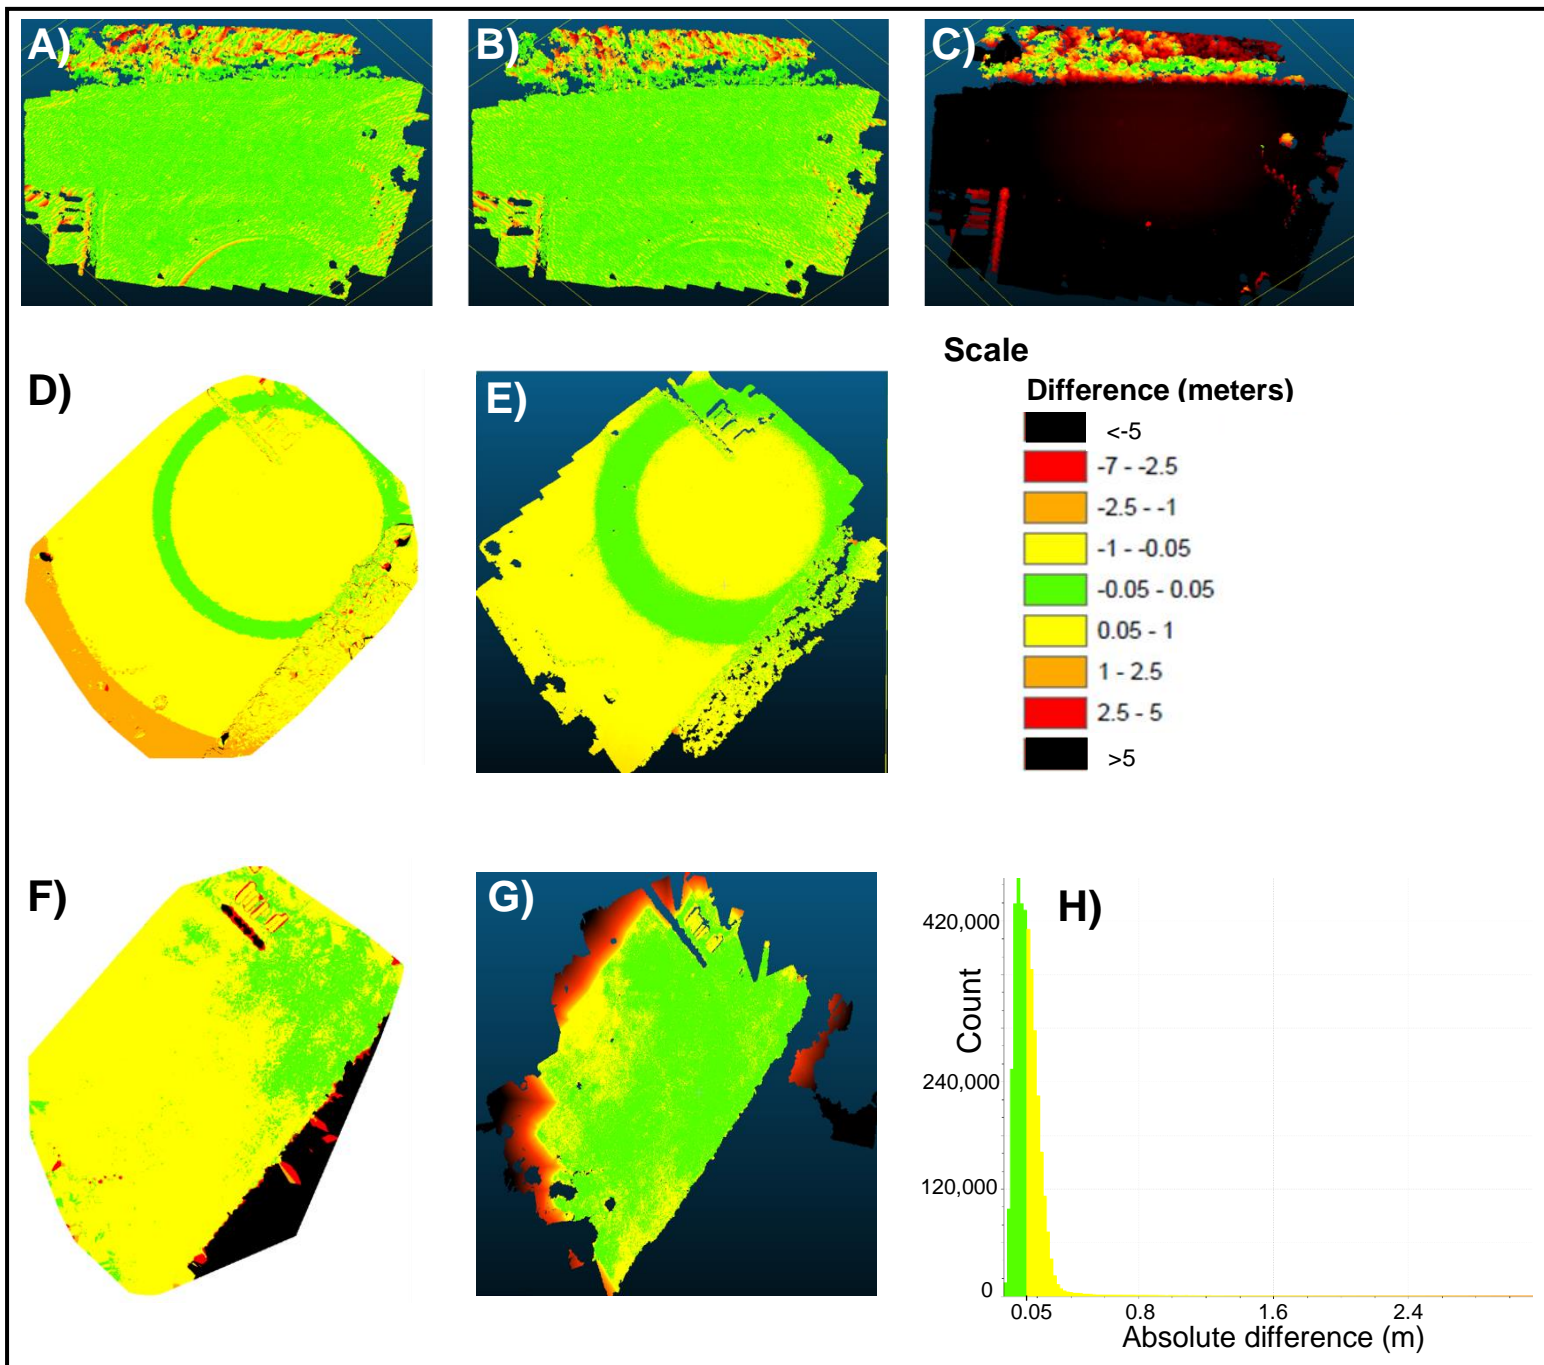 A)
B)
C)
D)
E)
Scale
Difference (meters)
<-5
-7 - -2.5
-2.5 - -1
-1 - -0.05
-0.05 - 0.05
0.05 - 1
1 - 2.5
2.5 - 5
>5
F)
G)
H)
420,000
240,000
120,000
0
Count
0.05 0.8 1.6 2.4
Absolute difference (m)